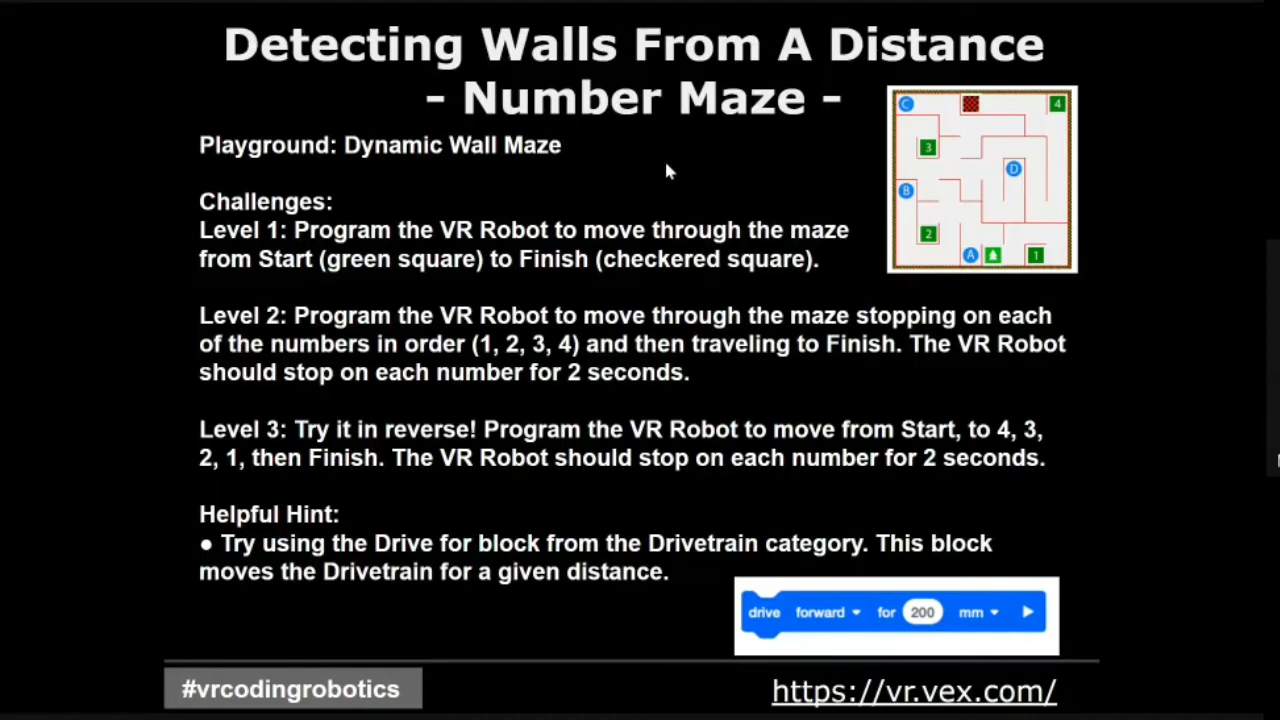 Detecting Walls From A Distance
- Number Maze -
Playground: Dynamic Wall Maze
C
4
3
D
B
2
A
1
Challenges:
Level 1: Program the VR Robot to move through the maze
from Start (green square) to Finish (checkered square).
Level 2: Program the VR Robot to move through the maze stopping on each
of the numbers in order (1, 2, 3, 4) and then traveling to Finish. The VR Robot
should stop on each number for 2 seconds.
Level 3: Try it in reverse! Program the VR Robot to move from Start, to 4, 3,
2, 1, then Finish. The VR Robot should stop on each number for 2 seconds.
Helpful Hint:
● Try using the Drive for block from the Drivetrain category. This block
moves the Drivetrain for a given distance.
drive forward for 200 mm
#vrcodingrobotics
https://vr.vex.com/